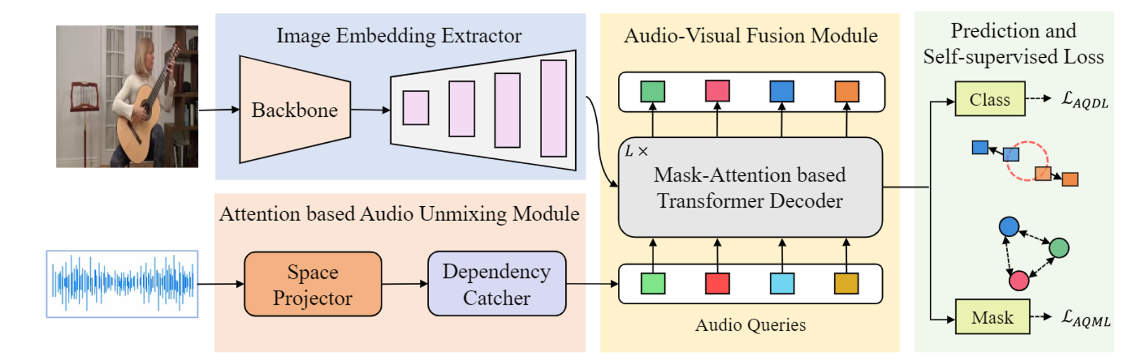 Image Embedding Extractor
Backbone
Attention based Audio Unmixing Module
Space
Projector
Dependency
Catcher
Audio-Visual Fusion Module
L ×
Mask-Attention based
Transformer Decoder
Audio Queries
Prediction and
Self-supervised Loss
Class
ℒ_AQDL
Mask
ℒ_AQML